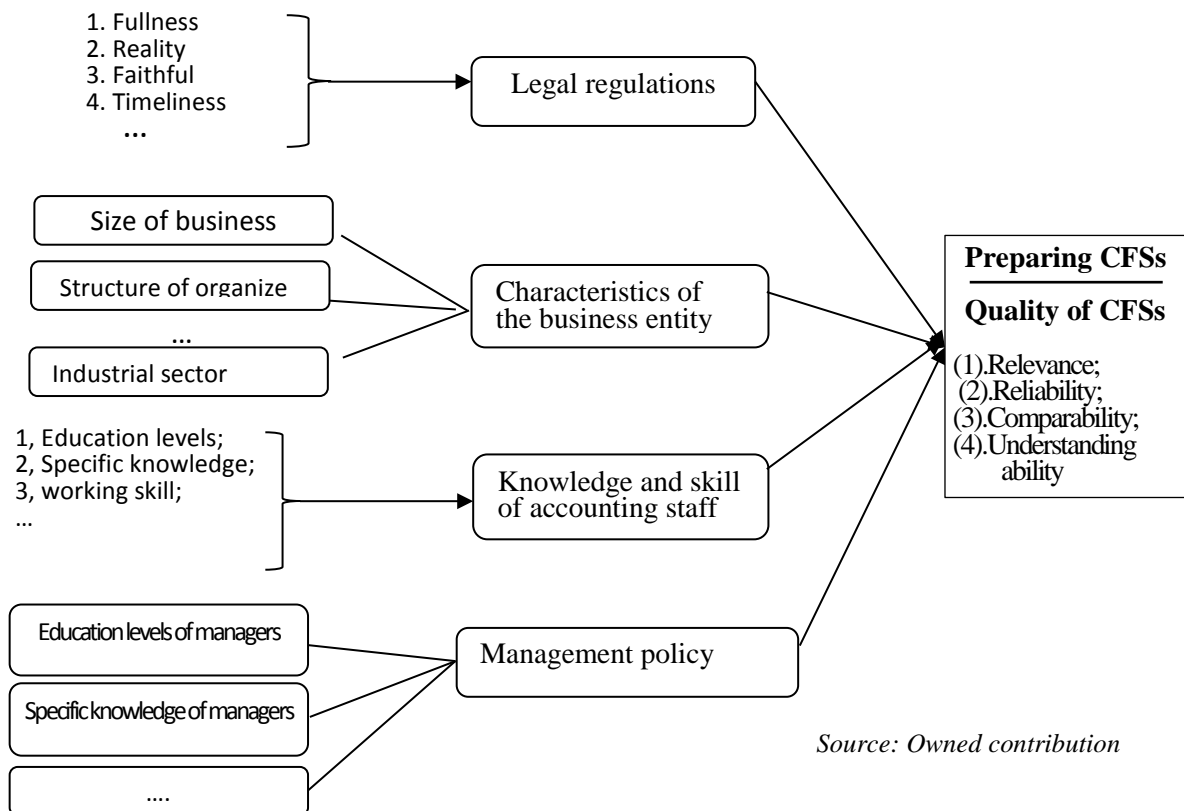 1. Fullness
2. Reality
3. Faithful
4. Timeliness
...
Legal regulations
Size of business
Structure of organize
...
Industrial sector
Characteristics of
the business entity
1, Education levels;
2, Specific knowledge;
3, working skill;
...
Knowledge and skill
of accounting staff
Education levels of managers
Specific knowledge of managers
....
Management policy
Preparing CFSs
Quality of CFSs
(1).Relevance;
(2).Reliability;
(3).Comparability;
(4).Understanding
ability
Source: Owned contribution